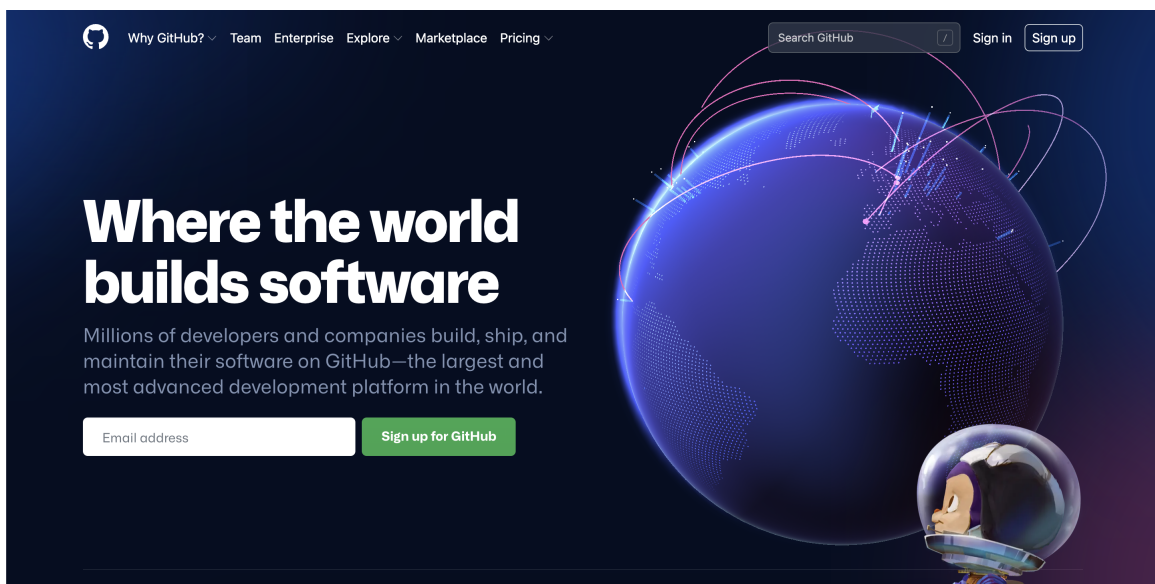 Why GitHub? Team Enterprise Explore Marketplace Pricing Search GitHub / Sign in Sign up
Where the world
builds software
Millions of developers and companies build, ship, and
maintain their software on GitHub—the largest and
most advanced development platform in the world.
Email address Sign up for GitHub